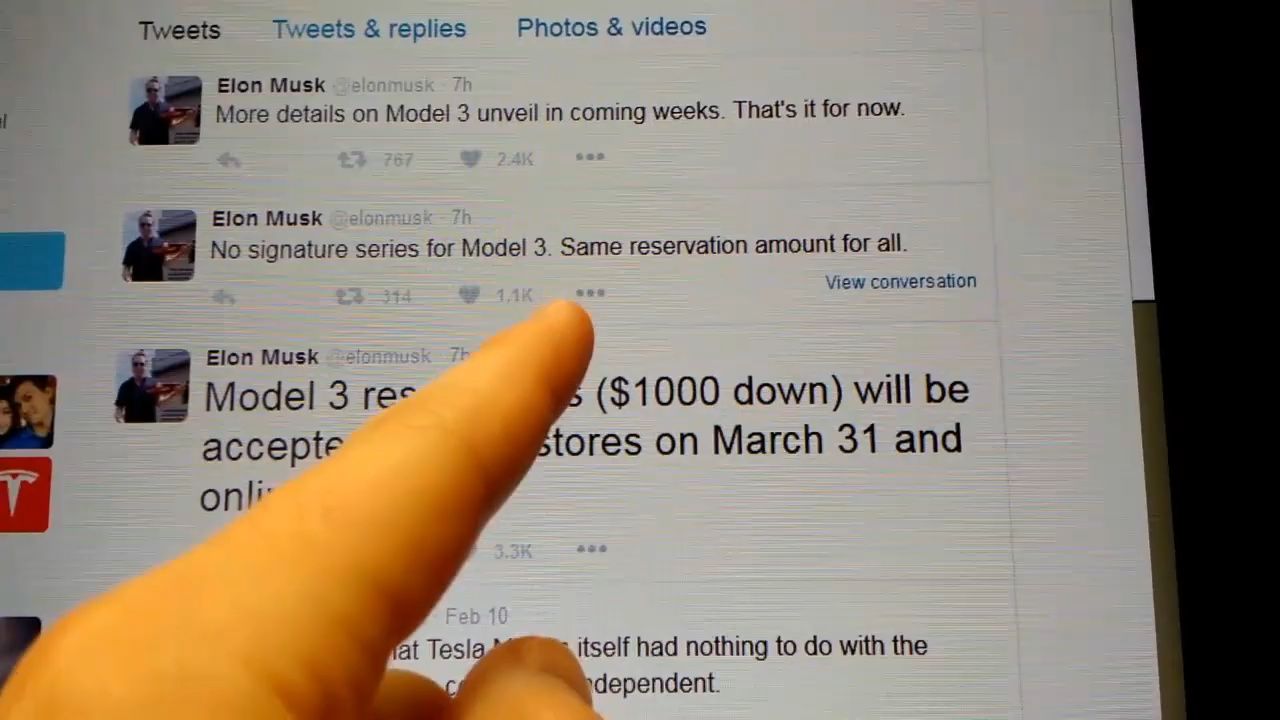 Tweets Tweets & replies Photos & videos
Elon Musk @elonmusk · 7h
More details on Model 3 unveil in coming weeks. That's it for now.
767 2.4K •••
Elon Musk @elonmusk · 7h
No signature series for Model 3. Same reservation amount for all.
View conversation
314 1.1K •••
Elon Musk @elonmusk · 7h
Model 3 ($1000 down) will be
stores on March 31 and
3.3K •••
Feb 10
Tesla itself had nothing to do with the